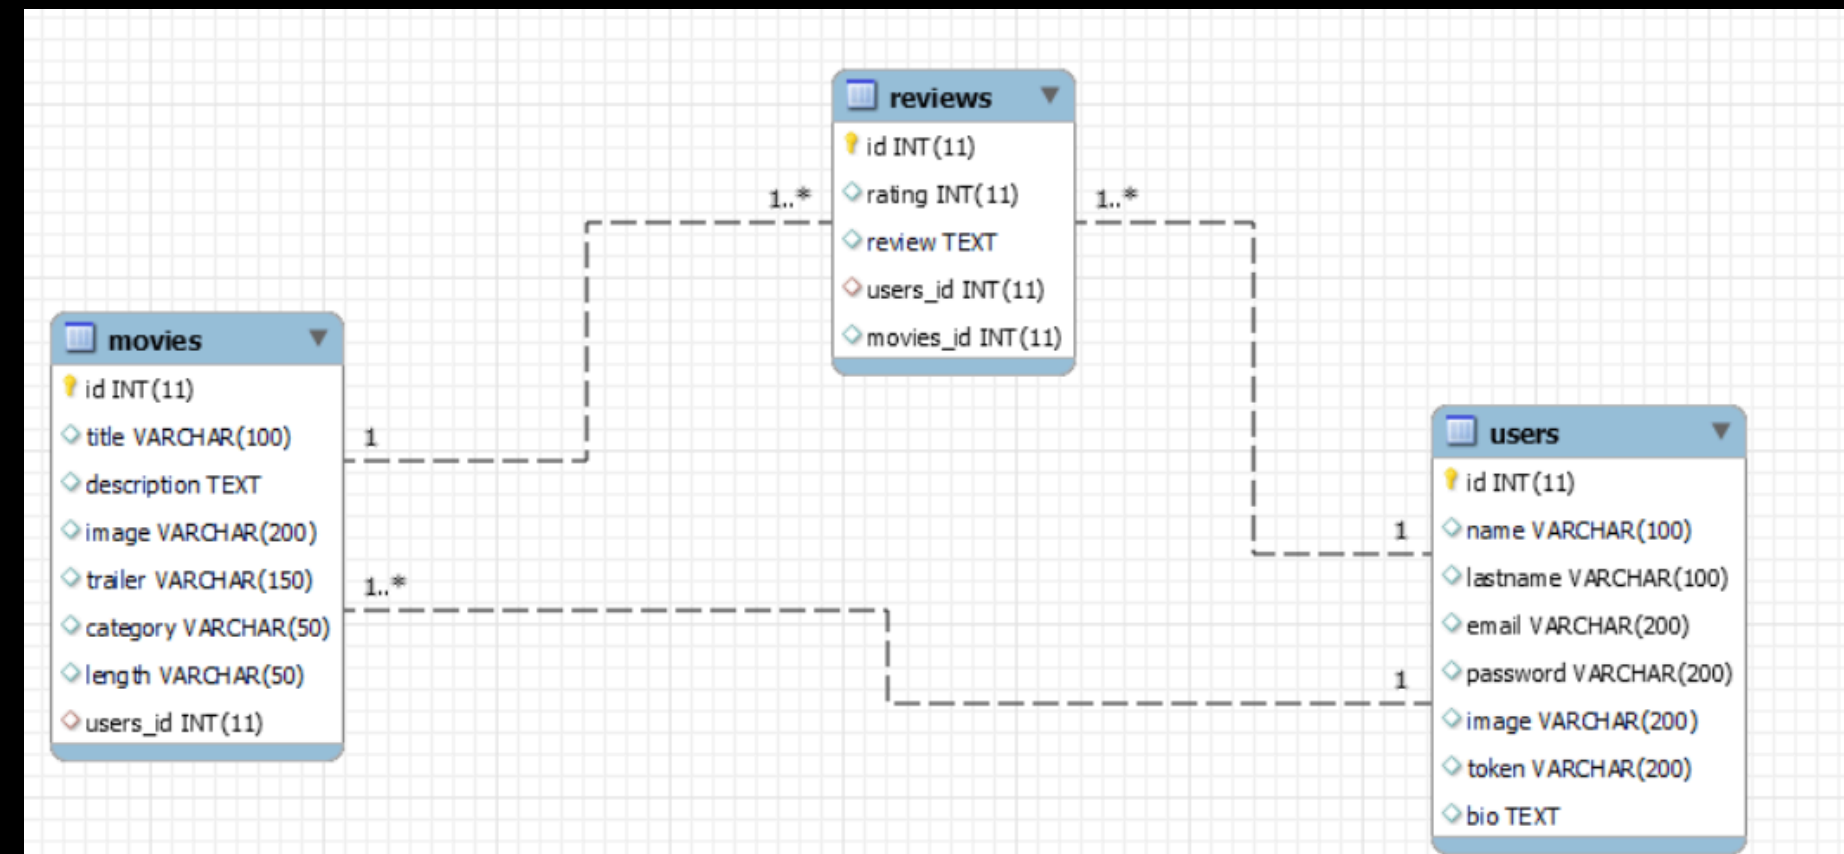 reviews
id INT(11)
rating INT(11)
review TEXT
users_id INT(11)
movies_id INT(11)
1..*
1..*
movies
id INT(11)
title VARCHAR(100)
description TEXT
image VARCHAR(200)
trailer VARCHAR(150)
category VARCHAR(50)
length VARCHAR(50)
users_id INT(11)
1
1..*
users
id INT(11)
name VARCHAR(100)
lastname VARCHAR(100)
email VARCHAR(200)
password VARCHAR(200)
image VARCHAR(200)
token VARCHAR(200)
bio TEXT
1
1